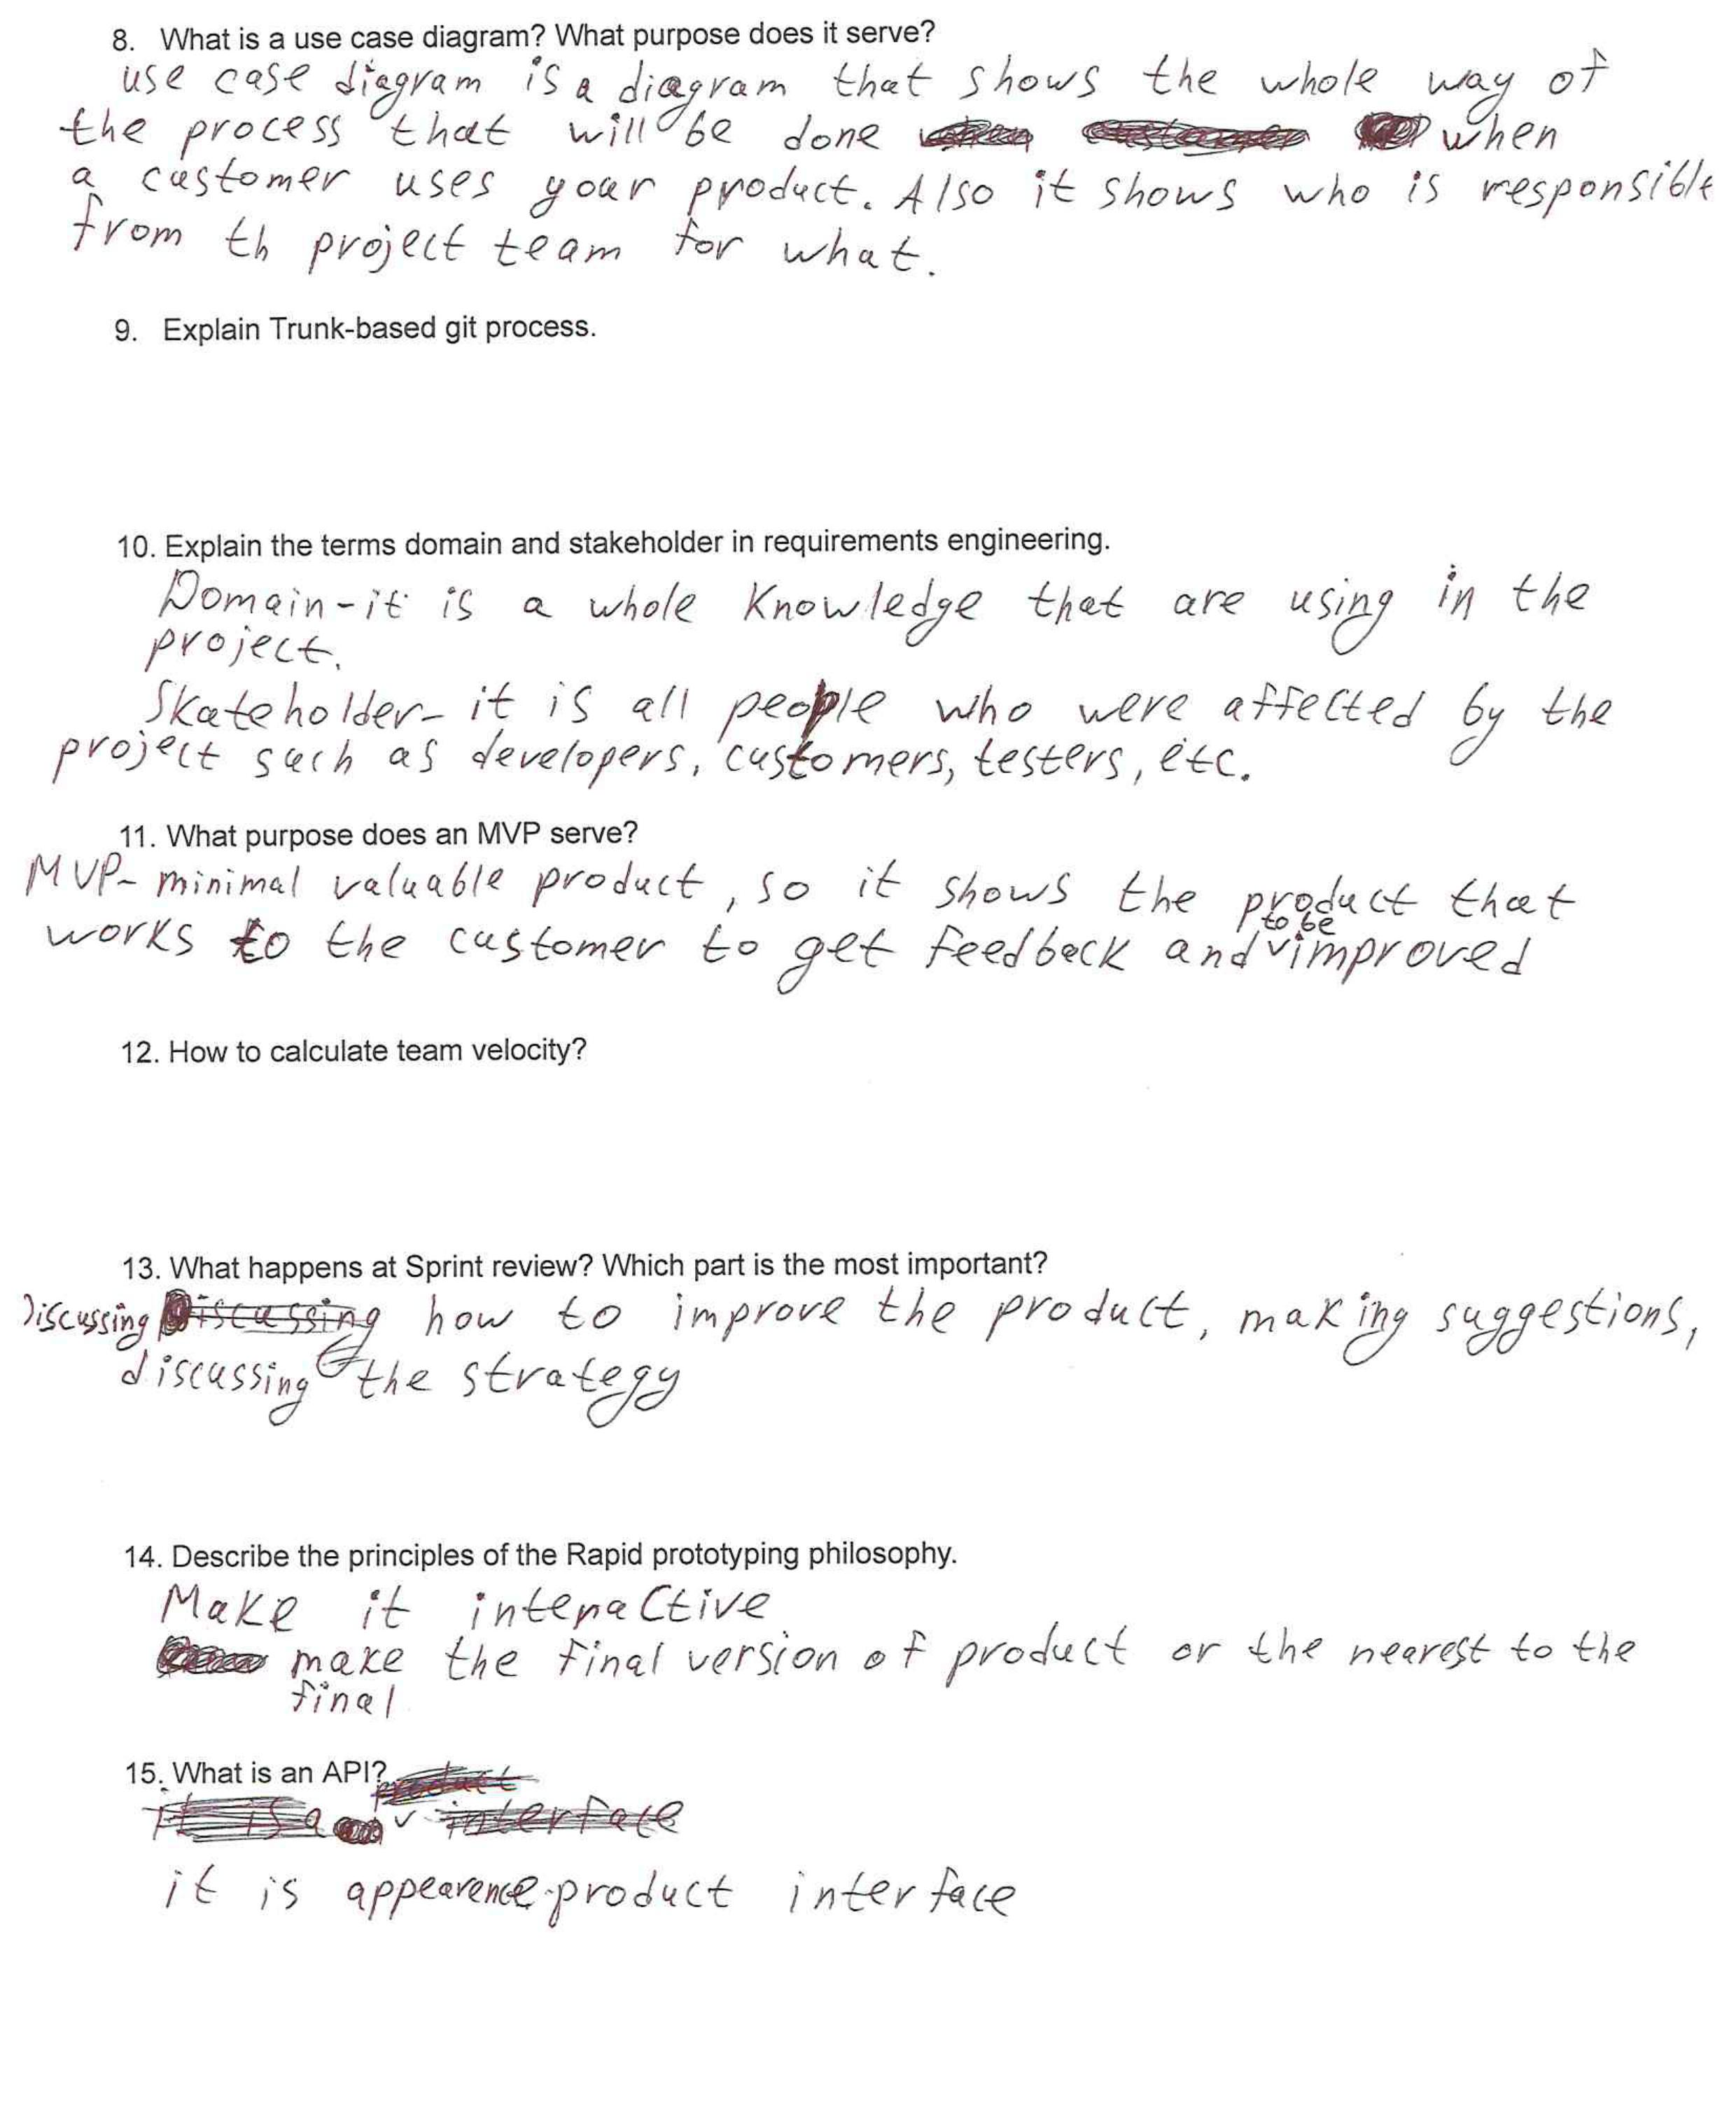 8. What is a use case diagram? What purpose does it serve?
use case diagram is a diagram that shows the whole way of
the process that will be done when
a customer uses your product. Also it shows who is responsible
from th project team for what.
9. Explain Trunk-based git process.
10. Explain the terms domain and stakeholder in requirements engineering.
Domain - it is a whole knowledge that are using in the
project.
Skateholder - it is all people who were affected by the
project such as developers, customers, testers, etc.
11. What purpose does an MVP serve?
MVP - minimal valuable product, so it shows the product that
works to the customer to get feedback and to be improved
12. How to calculate team velocity?
13. What happens at Sprint review? Which part is the most important?
Discussing how to improve the product, making suggestions,
discussing the strategy
14. Describe the principles of the Rapid prototyping philosophy.
Make it interactive
make the final version of product or the nearest to the
final
15. What is an API?
it is appearence product interface